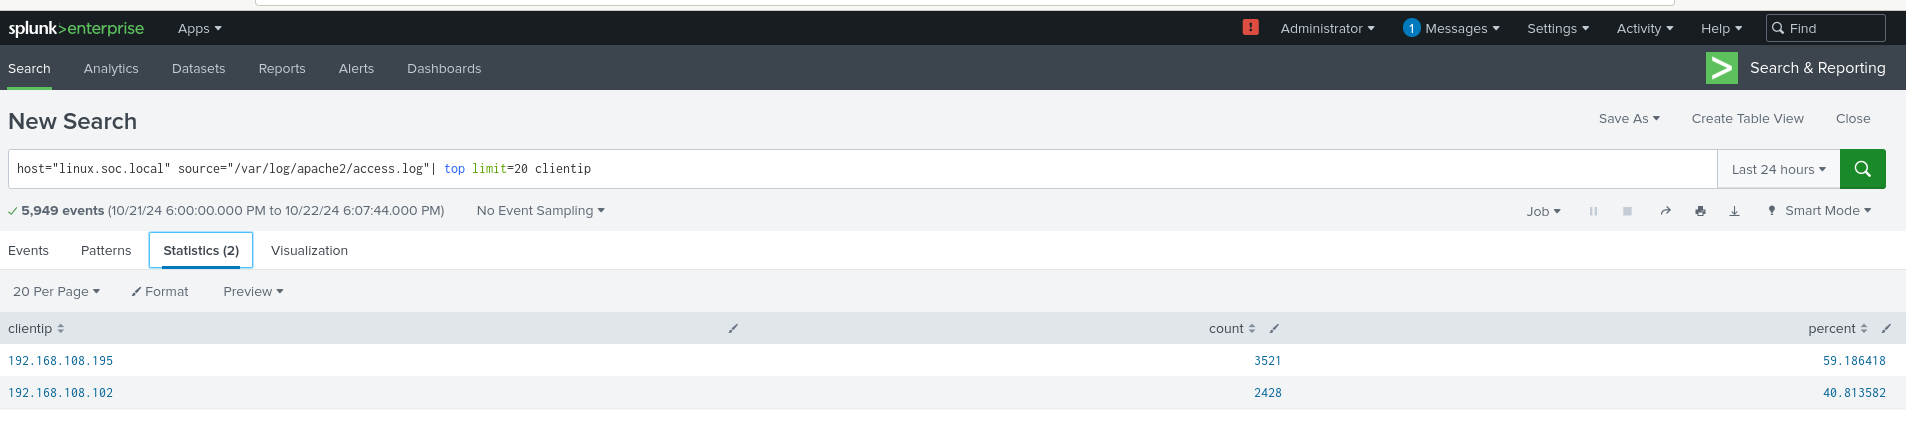 splunk>enterprise Apps ! Administrator 1 Messages Settings Activity Help Find
Search Analytics Datasets Reports Alerts Dashboards > Search & Reporting
New Search Save As Create Table View Close
host="linux.soc.local" source="/var/log/apache2/access.log"| top limit=20 clientip Last 24 hours
5,949 events (10/21/24 6:00:00.000 PM to 10/22/24 6:07:44.000 PM) No Event Sampling Job Smart Mode
Events Patterns Statistics (2) Visualization
20 Per Page Format Preview
clientip count percent
192.168.108.195 3521 59.186418
192.168.108.102 2428 40.813582